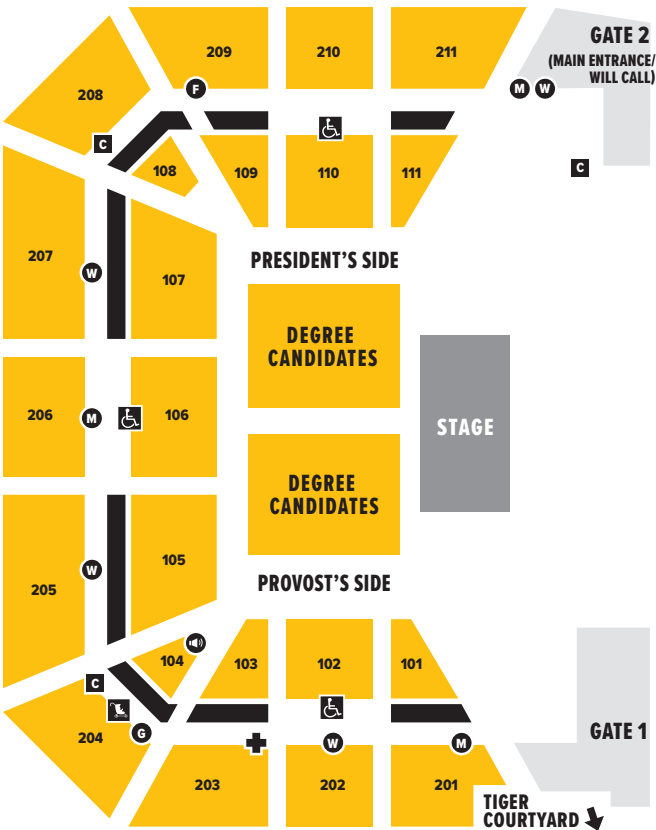 209
210
211
GATE 2
(MAIN ENTRANCE/
WILL CALL)
208
F
M
W
C
108
109
110
111
C
207
W
107
PRESIDENT'S SIDE
DEGREE
CANDIDATES
206
M
106
STAGE
DEGREE
CANDIDATES
205
W
105
PROVOST'S SIDE
104
103
102
101
C
204
G
W
M
GATE 1
203
202
201
TIGER
COURTYARD